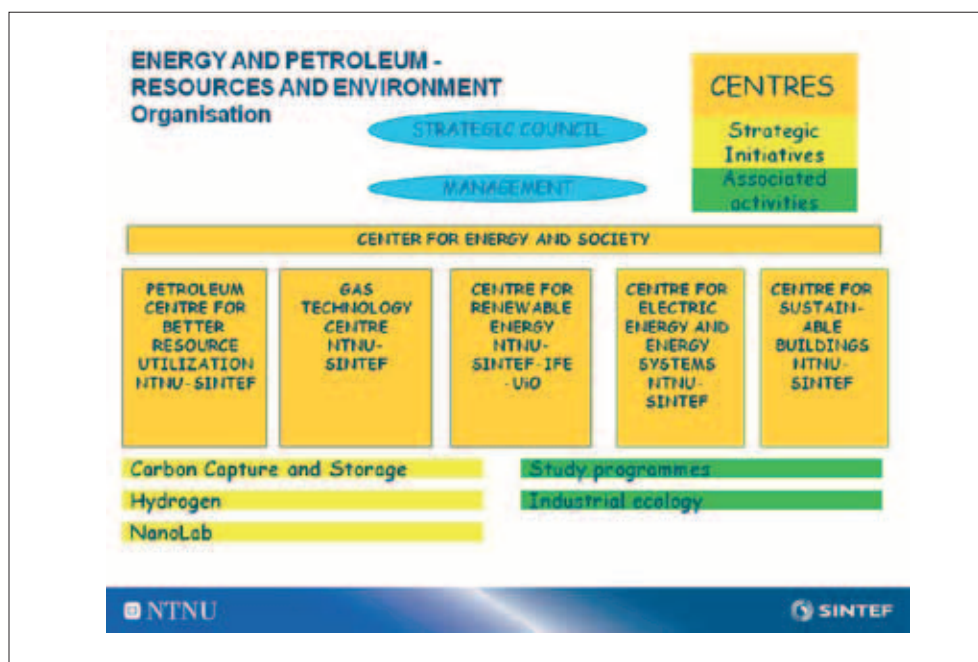 ENERGY AND PETROLEUM -
RESOURCES AND ENVIRONMENT
Organisation
STRATEGIC COUNCIL
MANAGEMENT
CENTRES
Strategic
Initiatives
Associated
activities
CENTER FOR ENERGY AND SOCIETY
PETROLEUM
CENTRE FOR
BETTER
RESOURCE
UTILIZATION
NTNU-SINTEF
GAS
TECHNOLOGY
CENTRE
NTNU-
SINTEF
CENTRE FOR
RENEWABLE
ENERGY
NTNU-
SINTEF-IFE
-UiO
CENTRE FOR
ELECTRIC
ENERGY AND
ENERGY
SYSTEMS
NTNU-
SINTEF
CENTRE FOR
SUSTAIN-
ABLE
BUILDINGS
NTNU-
SINTEF
Carbon Capture and Storage
Hydrogen
NanoLab
Study programmes
Industrial ecology
NTNU
SINTEF